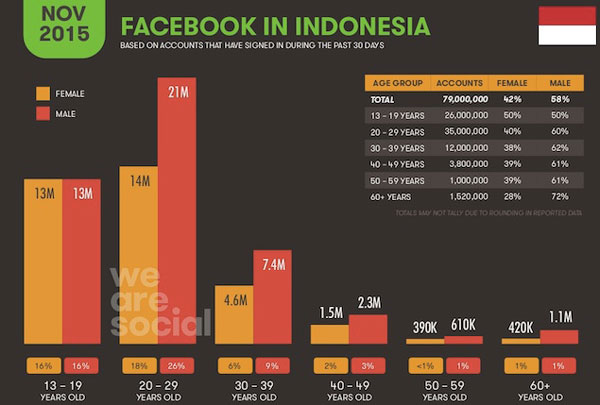 NOV
2015
FACEBOOK IN INDONESIA
BASED ON ACCOUNTS THAT HAVE SIGNED IN DURING THE PAST 30 DAYS
FEMALE
MALE
AGE GROUP ACCOUNTS FEMALE MALE
TOTAL 79,000,000 42% 58%
13 – 19 YEARS 26,000,000 50% 50%
20 – 29 YEARS 35,000,000 40% 60%
30 – 39 YEARS 12,000,000 38% 62%
40 – 49 YEARS 3,800,000 39% 61%
50 – 59 YEARS 1,000,000 39% 61%
60+ YEARS 1,520,000 28% 72%
TOTALS MAY NOT TALLY DUE TO ROUNDING IN REPORTED DATA
13M 13M 14M 21M 4.6M 7.4M 1.5M 2.3M 390K 610K 420K 1.1M
we
are
social
16% 16% 18% 26% 6% 9% 2% 3% <1% 1% 1% 1%
13 – 19 20 – 29 30 – 39 40 – 49 50 – 59 60+
YEARS OLD YEARS OLD YEARS OLD YEARS OLD YEARS OLD YEARS OLD